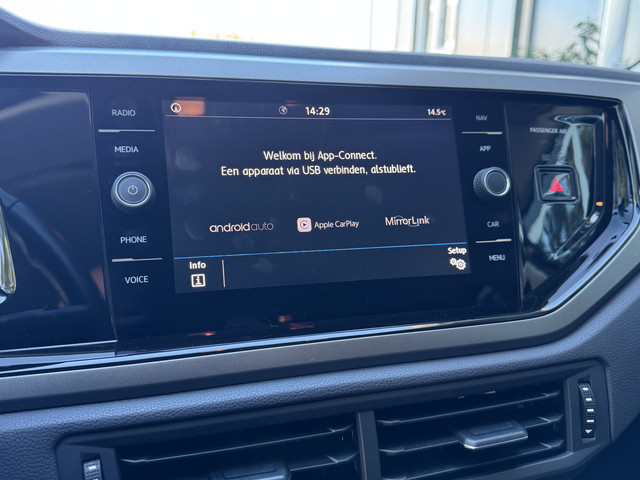 RADIO
MEDIA
PHONE
VOICE
14:29
14.5°C
Welkom bij App-Connect.
Een apparaat via USB verbinden, alstublieft.
androidauto
Apple CarPlay
MirrorLink
Info
Setup
NAV
APP
CAR
MENU
PASSENGER AIR